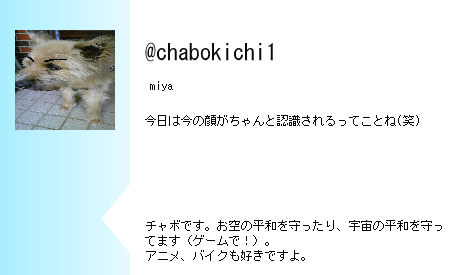 @chabokichi1
miya
今日は今の顔がちゃんと認識されるってことね(笑)
チャボです。お空の平和を守ったり、宇宙の平和を守っ
てます（ゲームで！）。
アニメ、バイクも好きですよ。